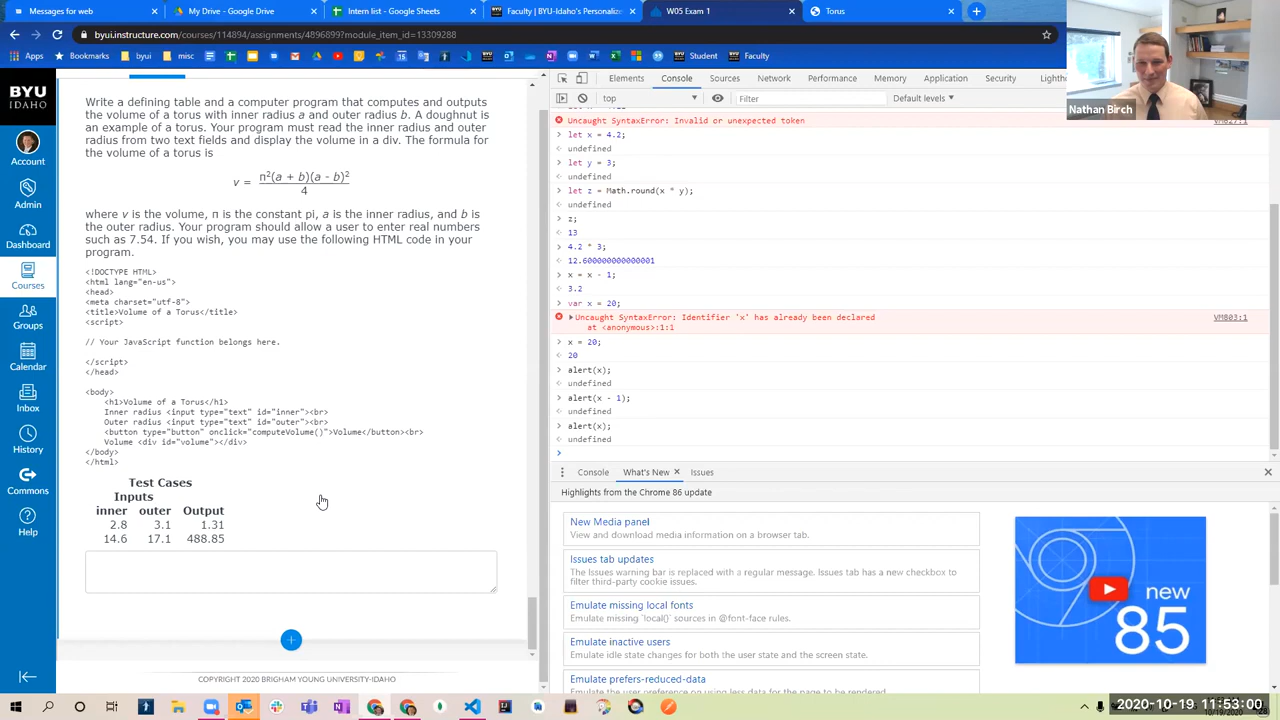 Messages for web
Google Drive
Intern list - Google Sheets
Faculty | BYU-Idaho's Personaliz
W05 Exam 1
Torus
byui.instructure.com/courses/114894/assignments/4896899?module_item_id=13309288
Apps
Bookmarks
byui
misc
Student
Faculty
BYU
IDAHO
Account
Admin
Dashboard
Courses
Groups
Calendar
Inbox
History
Commons
Help
Write a defining table and a computer program that computes and outputs
the volume of a torus with inner radius a and outer radius b. A doughnut is
an example of a torus. Your program must read the inner radius and outer
radius from two text fields and display the volume in a div. The formula for
the volume of a torus is
v = π²(a + b)(a - b)²
4
where v is the volume, π is the constant pi, a is the inner radius, and b is
the outer radius. Your program should allow a user to enter real numbers
such as 7.54. If you wish, you may use the following HTML code in your
program.
<!DOCTYPE HTML>
<html lang="en-us">
<head>
<meta charset="utf-8">
<title>Volume of a Torus</title>
<script>
// Your JavaScript function belongs here.
</script>
</head>
<body>
<h1>Volume of a Torus</h1>
Inner radius <input type="text" id="inner"><br>
Outer radius <input type="text" id="outer"><br>
<button type="button" onclick="computeVolume()">Volume</button><br>
Volume <div id="volume"></div>
</body>
</html>
Test Cases
Inputs
inner outer Output
2.8 3.1 1.31
14.6 17.1 488.85
COPYRIGHT 2020 BRIGHAM YOUNG UNIVERSITY-IDAHO
Elements
Console
Sources
Network
Performance
Memory
Application
Security
Lightho
top
Filter
Default levels
Uncaught SyntaxError: Invalid or unexpected token
let x = 4.2;
undefined
let y = 3;
undefined
let z = Math.round(x * y);
undefined
z;
13
4.2 * 3;
12.600000000000001
x = x - 1;
3.2
var x = 20;
Uncaught SyntaxError: Identifier 'x' has already been declared VM803:1
at <anonymous>:1:1
x = 20;
20
alert(x);
undefined
alert(x - 1);
undefined
alert(x);
undefined
Console
What's New
Issues
Highlights from the Chrome 86 update
New Media panel
View and download media information on a browser tab.
Issues tab updates
The Issues warning bar is replaced with a regular message. Issues tab has a new checkbox to
filter third-party cookie issues.
Emulate missing local fonts
Emulate missing `local()` sources in @font-face rules.
Emulate inactive users
Emulate idle state changes for both the user state and the screen state.
Emulate prefers-reduced-data
new
85
Nathan Birch
2020-10-19 11:53:00